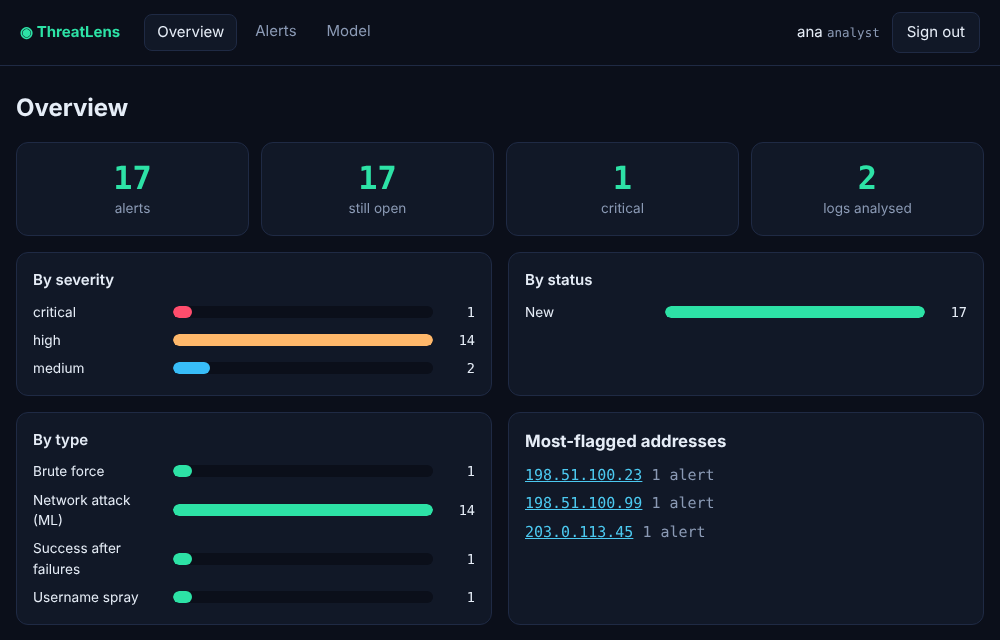 ◉ ThreatLens Overview Alerts Model ana analyst Sign out
Overview
17 17 1 2
alerts still open critical logs analysed
By severity
critical 1
high 14
medium 2
By status
New 17
By type
Brute force 1
Network attack
(ML) 14
Success after
failures 1
Username spray 1
Most-flagged addresses
198.51.100.23 1 alert
198.51.100.99 1 alert
203.0.113.45 1 alert